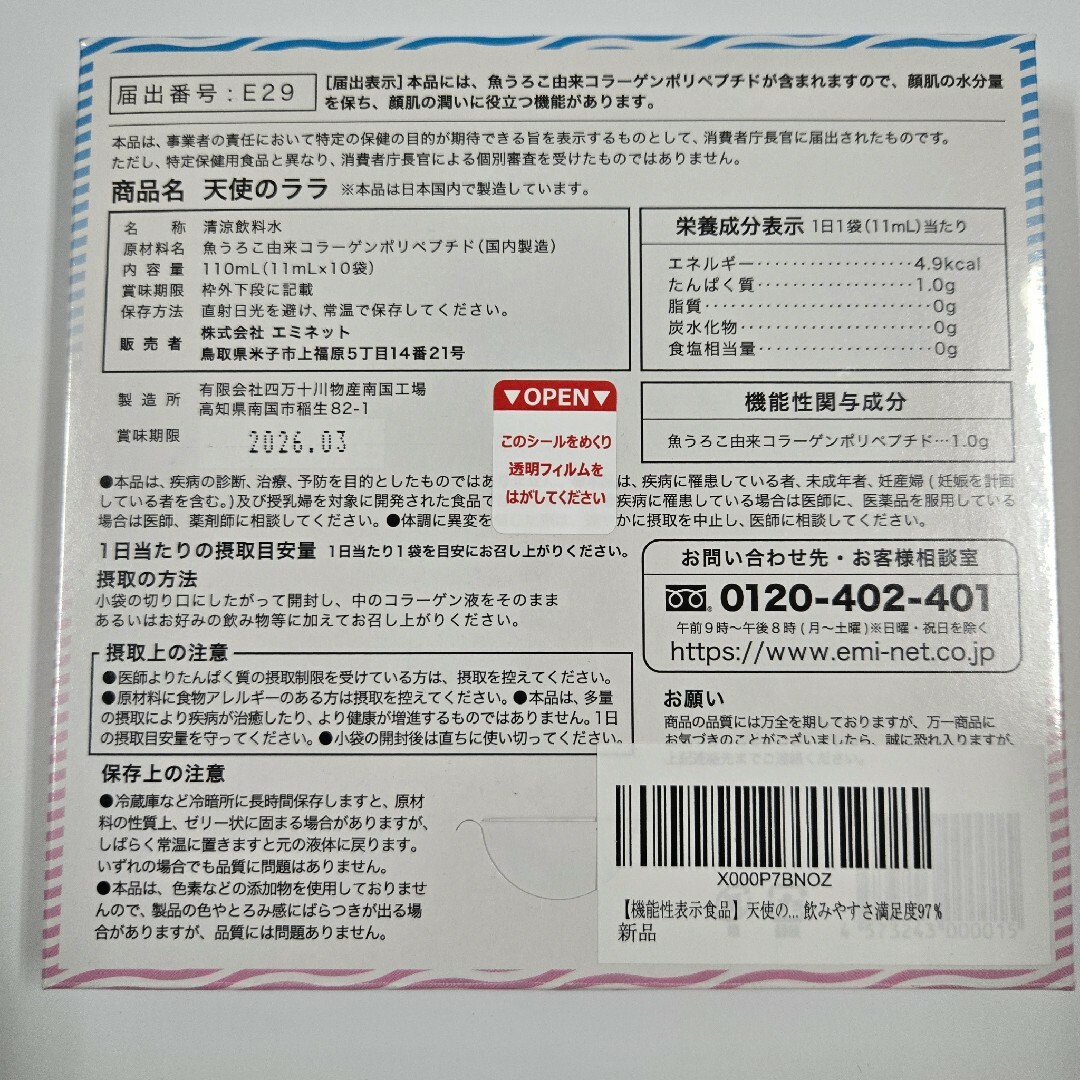 届出番号:E29
[届出表示]本品には、魚うろこ由来コラーゲンポリペプチドが含まれますので、顔肌の水分量
を保ち、顔肌の潤いに役立つ機能があります。
本品は、事業者の責任において特定の保健の目的が期待できる旨を表示するものとして、消費者庁長官に届出されたものです。
ただし、特定保健用食品と異なり、消費者庁長官による個別審査を受けたものではありません。
商品名 天使のララ ※本品は日本国内で製造しています。
名 称 清涼飲料水
原材料名 魚うろこ由来コラーゲンポリペプチド(国内製造)
内容量 110mL(11mL×10袋)
賞味期限 枠外下段に記載
保存方法 直射日光を避け、常温で保存してください。
販売者 株式会社 エミネット
鳥取県米子市上福原5丁目14番21号
栄養成分表示 1日1袋(11mL)当たり
エネルギー··················4.9kcal
たんぱく質··················1.0g
脂質··························0g
炭水化物······················0g
食塩相当量····················0g
製造所 有限会社四万十川物産南国工場
高知県南国市稲生82-1
賞味期限 2026.03
機能性関与成分
魚うろこ由来コラーゲンポリペプチド…1.0g
▼OPEN▼
このシールをめくり
透明フィルムを
はがしてください
●本品は、疾病の診断、治療、予防を目的としたものではあ は、疾病に罹患している者、未成年者、妊産婦(妊娠を計画
している者を含む。)及び授乳婦を対象に開発された食品で 疾病に罹患している場合は医師に、医薬品を服用している
場合は医師、薬剤師に相談してください。●体調に異変を かに摂取を中止し、医師に相談してください。
1日当たりの摂取目安量 1日当たり1袋を目安にお召し上がりください。
摂取の方法
小袋の切り口にしたがって開封し、中のコラーゲン液をそのまま
あるいはお好みの飲み物等に加えてお召し上がりください。
お問い合わせ先・お客様相談室
0120-402-401
午前9時〜午後8時(月〜土曜)※日曜・祝日を除く
https://www.emi-net.co.jp
摂取上の注意
●医師よりたんぱく質の摂取制限を受けている方は、摂取を控えてください。
●原材料に食物アレルギーのある方は摂取を控えてください。●本品は、多量
の摂取により疾病が治癒したり、より健康が増進するものではありません。1日
の摂取目安量を守ってください。●小袋の開封後は直ちに使い切ってください。
お願い
商品の品質には万全を期しておりますが、万一商品に
お気づきのことがございましたら、誠に恐れ入りますが、
上記連絡先までご連絡ください。
保存上の注意
●冷蔵庫など冷暗所に長時間保存しますと、原材
料の性質上、ゼリー状に固まる場合がありますが、
しばらく常温に置きますと元の液体に戻ります。
いずれの場合でも品質に問題はありません。
●本品は、色素などの添加物を使用しておりませ
んので、製品の色やとろみ感にばらつきが出る場
合がありますが、品質には問題ありません。
X000P7BNOZ
【機能性表示食品】天使の... 飲みやすさ満足度97%
新品
4 573243 000015